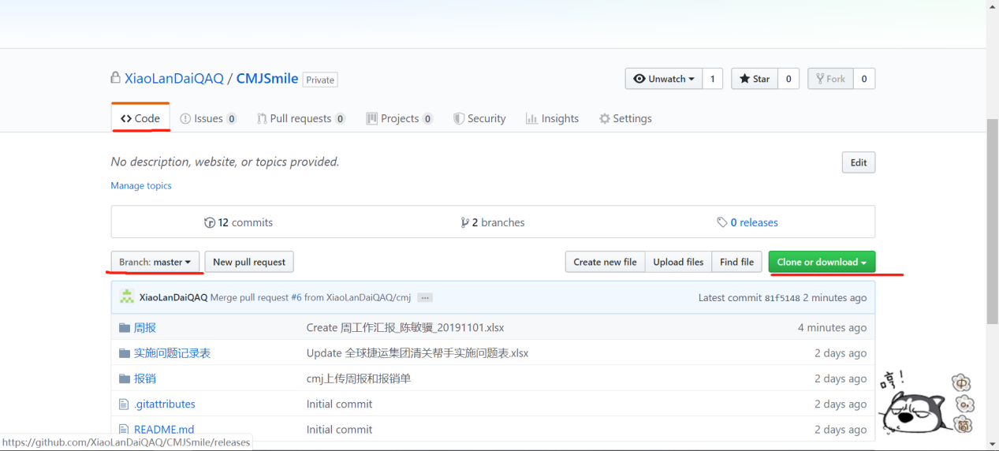 XiaoLanDaiQAQ / CMJSmile Private Unwatch 1 Star 0 Fork 0
Code Issues 0 Pull requests 0 Projects 0 Security Insights Settings
No description, website, or topics provided. Edit
Manage topics
12 commits 2 branches 0 releases
Branch: master New pull request Create new file Upload files Find file Clone or download
XiaoLanDaiQAQ Merge pull request #6 from XiaoLanDaiQAQ/cmj ... Latest commit 81f5148 2 minutes ago
周报 Create 周工作汇报_陈敏骥_20191101.xlsx 4 minutes ago
实施问题记录表 Update 全球捷运集团清关帮手实施问题表.xlsx 2 days ago
报销 cmj上传周报和报销单 2 days ago
.gitattributes Initial commit 2 days ago
README.md Initial commit 2 days ago
哼!
中
简
https://github.com/XiaoLanDaiQAQ/CMJSmile/releases